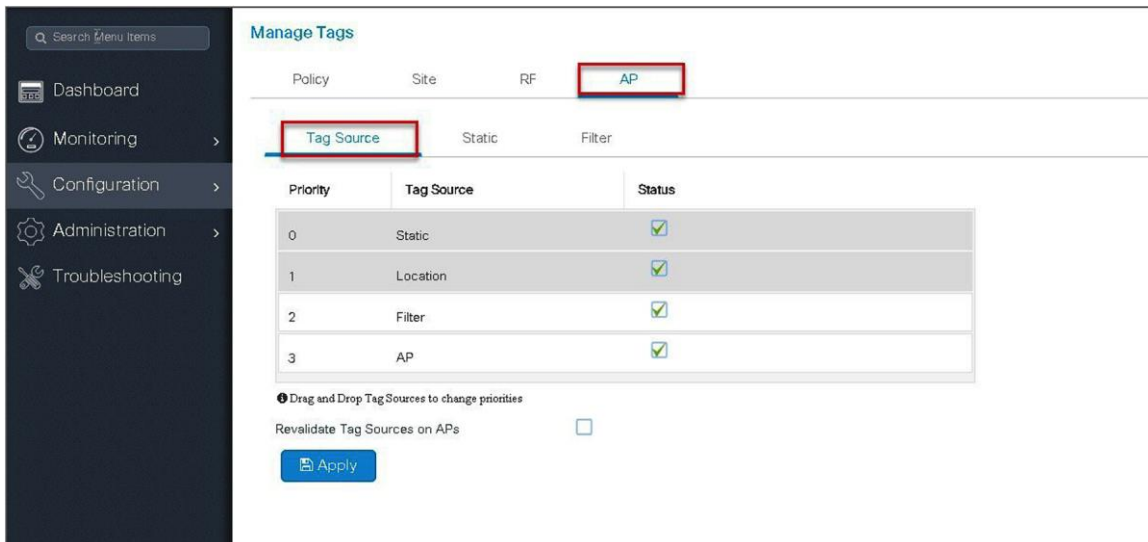 Search Menu Items
Dashboard
Monitoring
Configuration
Administration
Troubleshooting
Manage Tags
Policy Site RF AP
Tag Source Static Filter
Priority Tag Source Status
0 Static
1 Location
2 Filter
3 AP
Drag and Drop Tag Sources to change priorities
Revalidate Tag Sources on APs
Apply